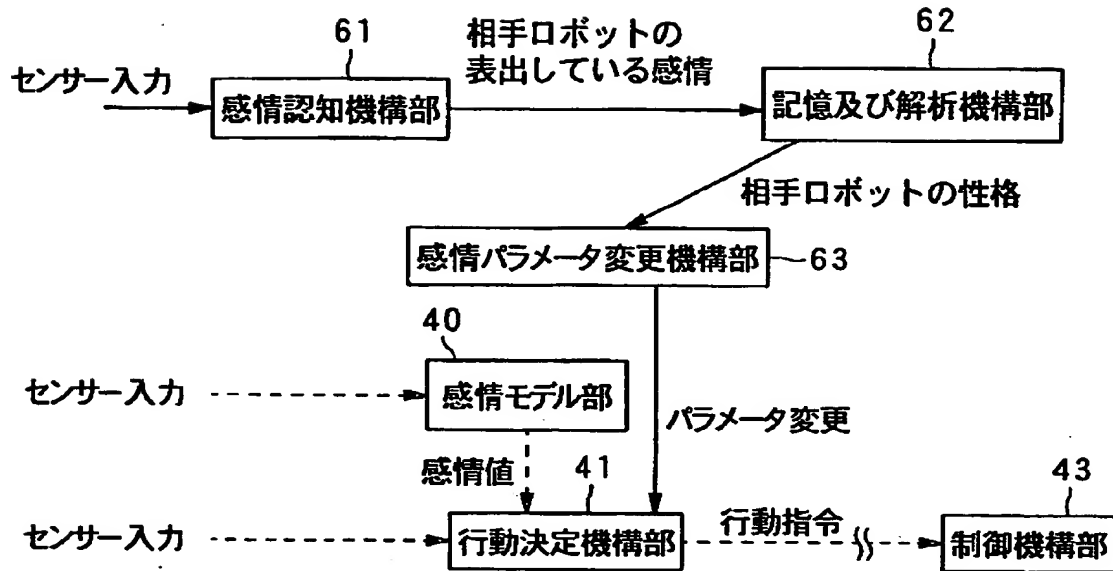 61
相手ロボットの
表出している感情
62
センサー入力
感情認知機構部
記憶及び解析機構部
相手ロボットの性格
感情パラメータ変更機構部
63
40
センサー入力
感情モデル部
パラメータ変更
感情値
41
43
センサー入力
行動決定機構部
行動指令
制御機構部